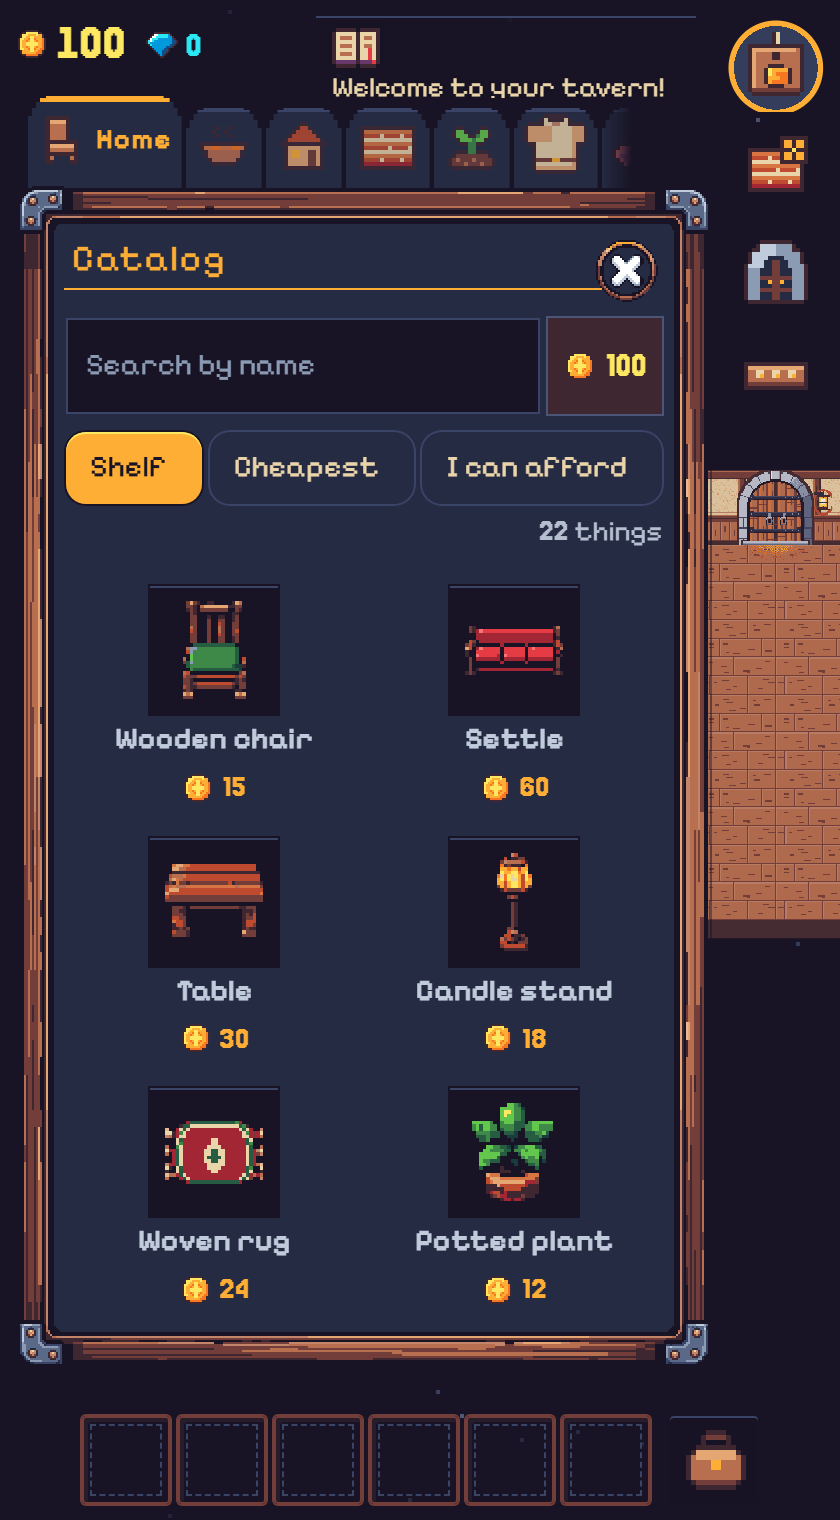 100 0
Welcome to your tavern!
Home
Catalog
Search by name
100
Shelf Cheapest I can afford
22 things
Wooden chair Settle
15 60
Table Candle stand
30 18
Woven rug Potted plant
24 12